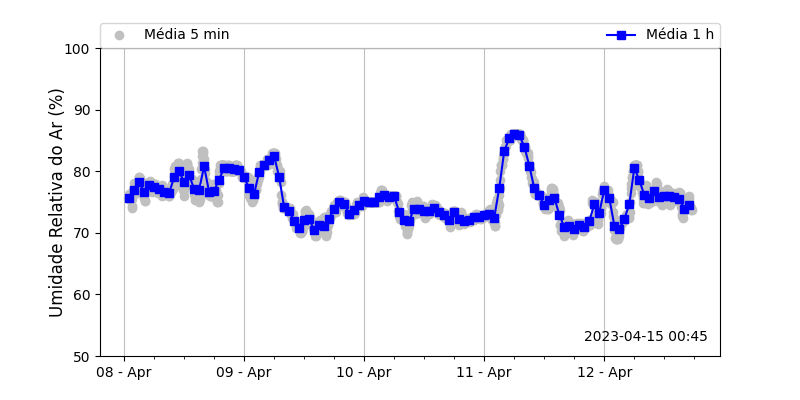 Média 5 min
Média 1 h
Umidade Relativa do Ar (%)
100
90
80
70
60
50
2023-04-15 00:45
08 - Apr
09 - Apr
10 - Apr
11 - Apr
12 - Apr